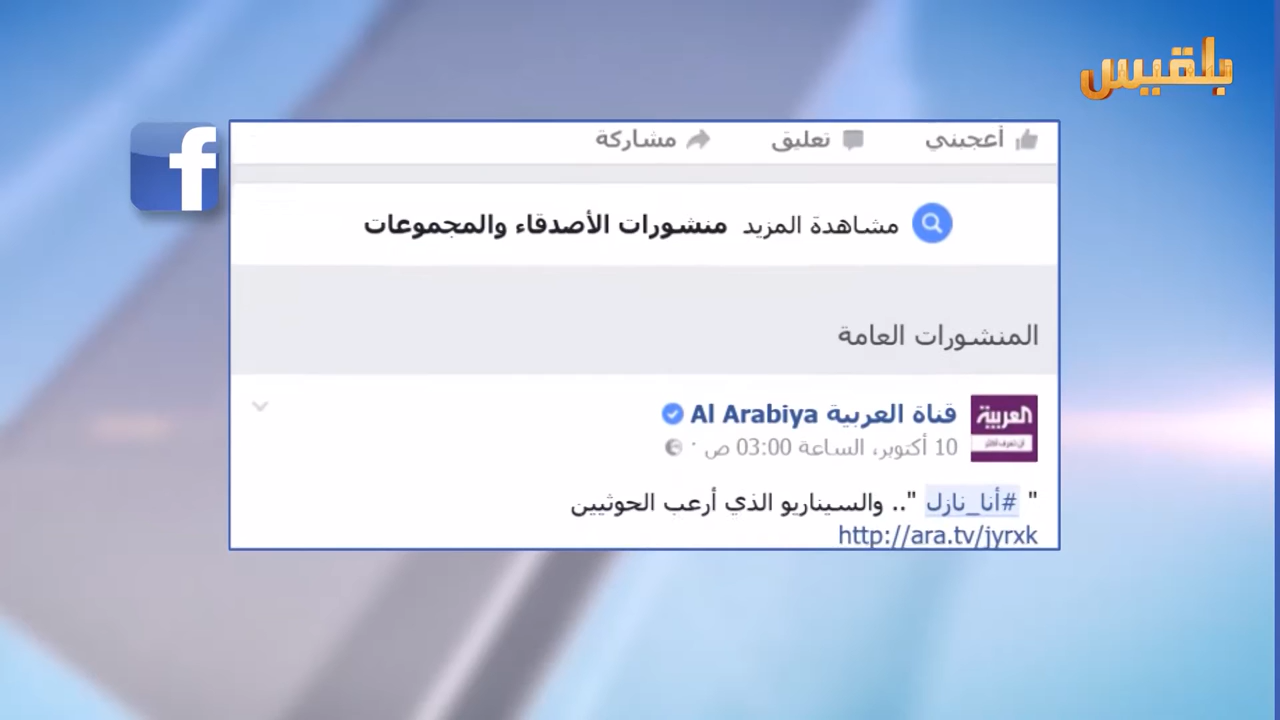 بلقيس
f
أعجبني تعليق مشاركة
مشاهدة المزيد منشورات الأصدقاء والمجموعات
المنشورات العامة
العربية
قناة العربية Al Arabiya
10 أكتوبر، الساعة 03:00 ص ·
" #أنا_نازل ".. والسيناريو الذي أرعب الحوثيين
http://ara.tv/jyrxk